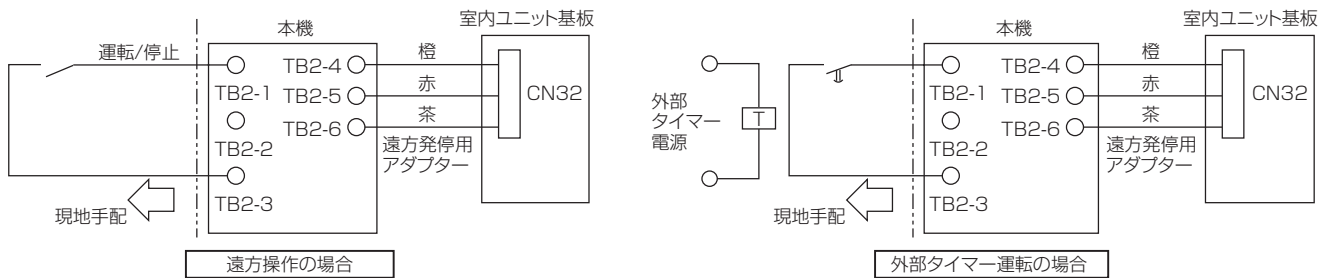 室内ユニット基板
本機
運転/停止
橙
TB2-4
赤
TB2-1
TB2-5
CN32
茶
TB2-6
遠方発停用
アダプター
TB2-2
TB2-3
現地手配
遠方操作の場合
室内ユニット基板
本機
橙
TB2-4
赤
外部
タイマー
電源
T
TB2-1
TB2-5
CN32
茶
TB2-6
遠方発停用
アダプター
TB2-2
TB2-3
現地手配
外部タイマー運転の場合